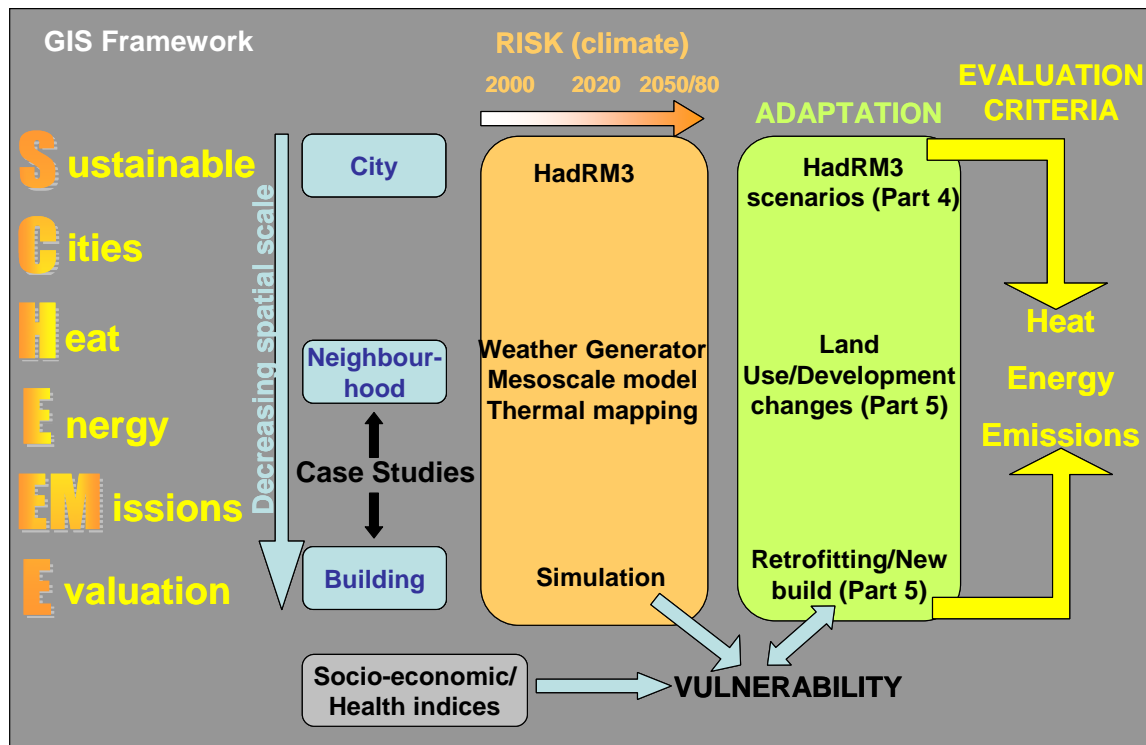 GIS Framework
RISK (climate)
2000 2020 2050/80
EVALUATION
CRITERIA
ADAPTATION
Sustainable
Cities
Heat
Energy
EMissions
Evaluation
Decreasing spatial scale
City
Neighbour-
hood
Case Studies
Building
HadRM3
Weather Generator
Mesoscale model
Thermal mapping
Simulation
HadRM3
scenarios (Part 4)
Land
Use/Development
changes (Part 5)
Retrofitting/New
build (Part 5)
Heat
Energy
Emissions
Socio-economic/
Health indices
VULNERABILITY